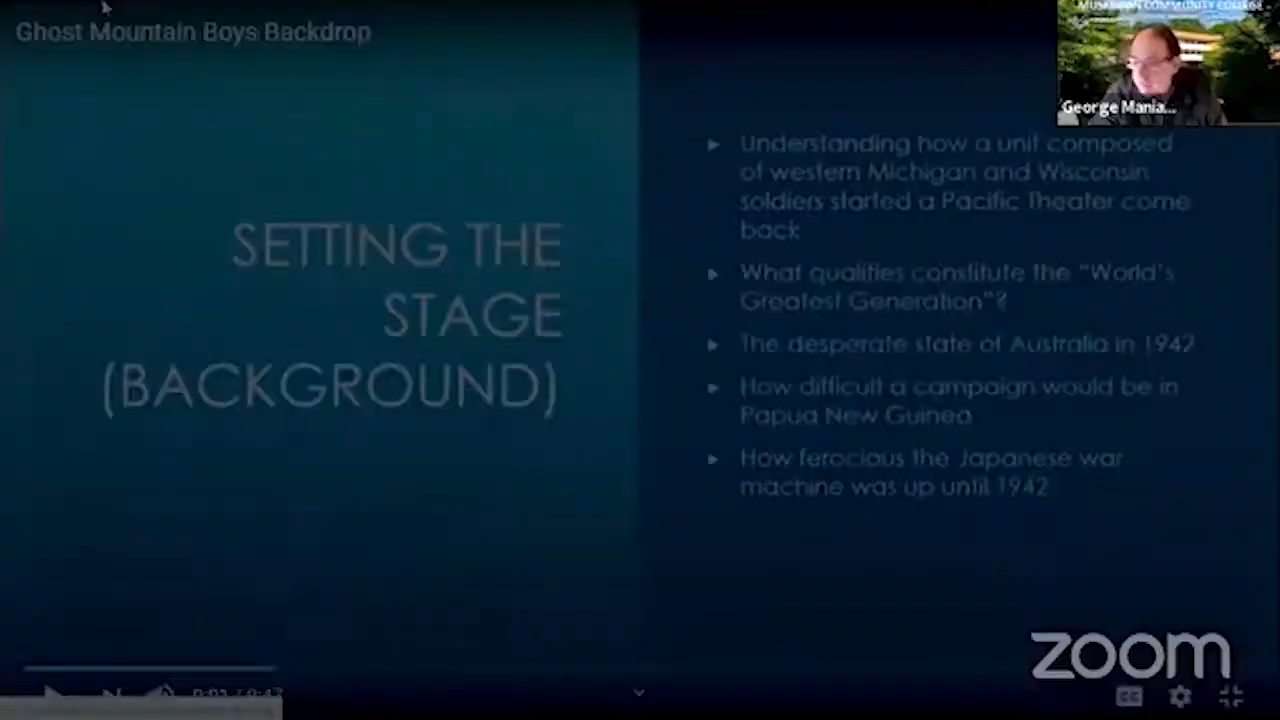 Ghost Mountain Boys Backdrop
MUSKEGON COMMUNITY COLLEGE
George Mania...
SETTING THE
STAGE
(BACKGROUND)
▸ Understanding how a unit composed
of western Michigan and Wisconsin
soldiers started a Pacific Theater come
back
▸ What qualities constitute the “World’s
Greatest Generation”?
▸ The desperate state of Australia in 1942
▸ How difficult a campaign would be in
Papua New Guinea
▸ How ferocious the Japanese war
machine was up until 1942
zoom
CC